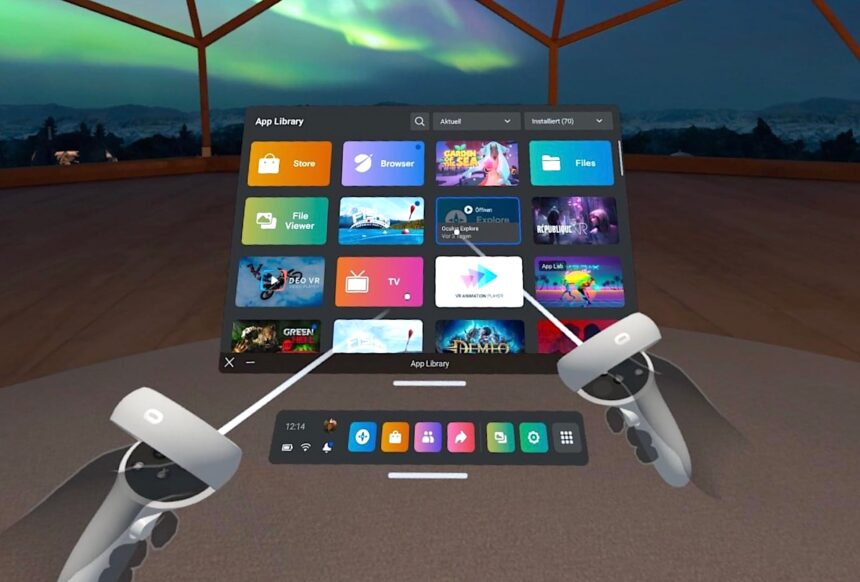 App Library
Aktuell
Installiert (70)
Store
Browser
GARDEN
OF THE SEA
Files
File
Viewer
Öffnen
Explore
Oculus Explore
Vor 3 Tagen
RÉPUBLIQUE VR
DEO VR
TV
VR ANIMATION PLAYER
App Lab
GREEN
HELL
DEMEO
App Library
12:14